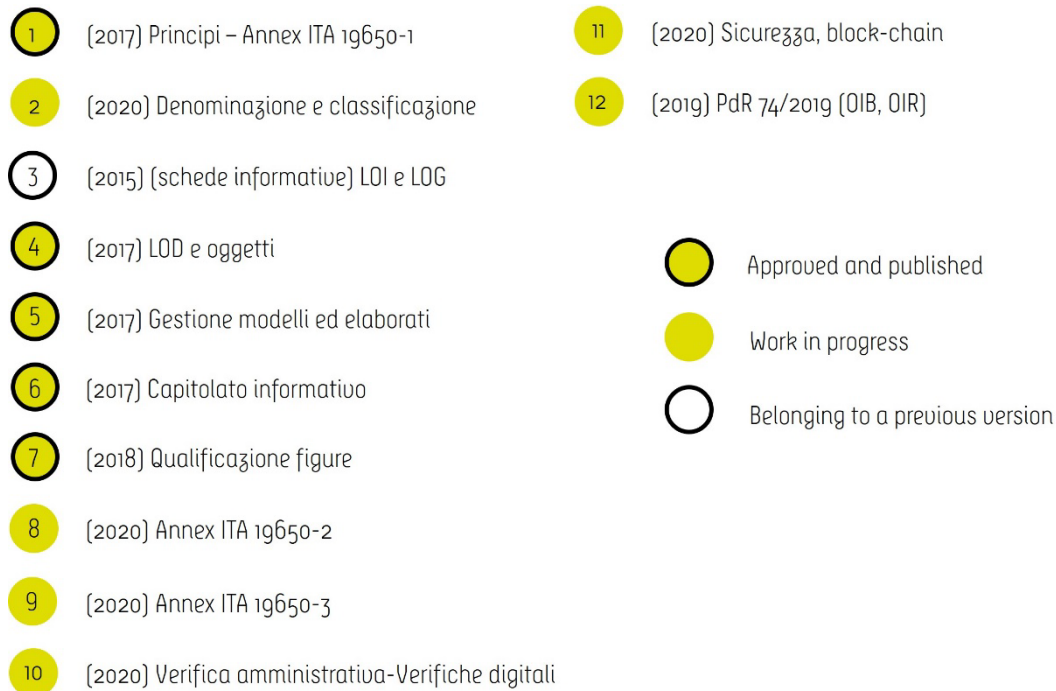 1 (2017) Principi – Annex ITA 19650-1
2 (2020) Denominazione e classificazione
3 (2015) (schede informative) LOI e LOG
4 (2017) LOD e oggetti
5 (2017) Gestione modelli ed elaborati
6 (2017) Capitolato informativo
7 (2018) Qualificazione figure
8 (2020) Annex ITA 19650-2
9 (2020) Annex ITA 19650-3
10 (2020) Verifica amministrativa-Verifiche digitali
11 (2020) Sicurezza, block-chain
12 (2019) PdR 74/2019 (OIB, OIR)
Approved and published
Work in progress
Belonging to a previous version